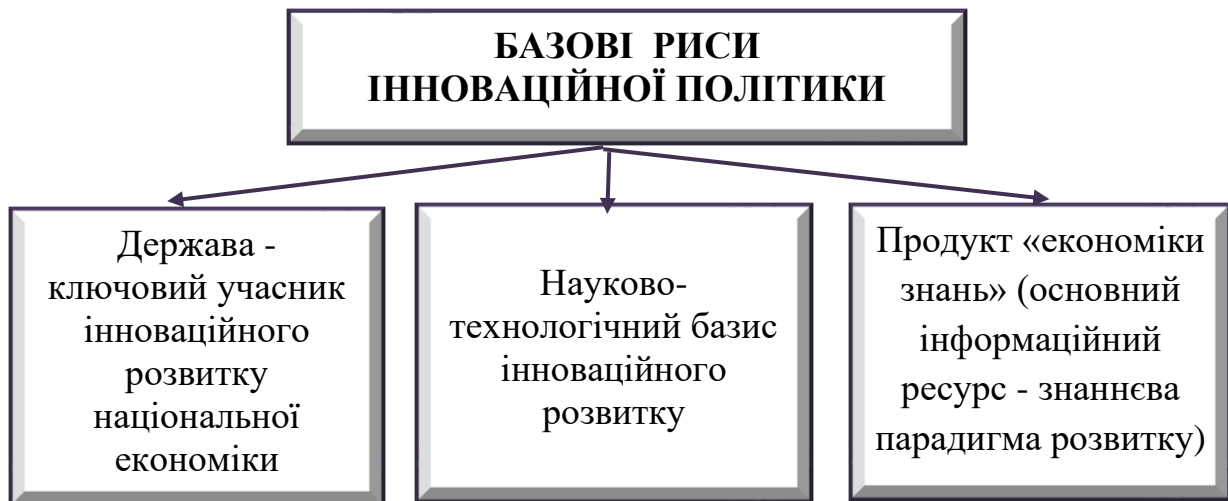 БАЗОВІ РИСИ
ІННОВАЦІЙНОЇ ПОЛІТИКИ
Держава -
ключовий учасник
інноваційного
розвитку
національної
економіки
Науково-
технологічний базис
інноваційного
розвитку
Продукт «економіки
знань» (основний
інформаційний
ресурс - знаннєва
парадигма розвитку)